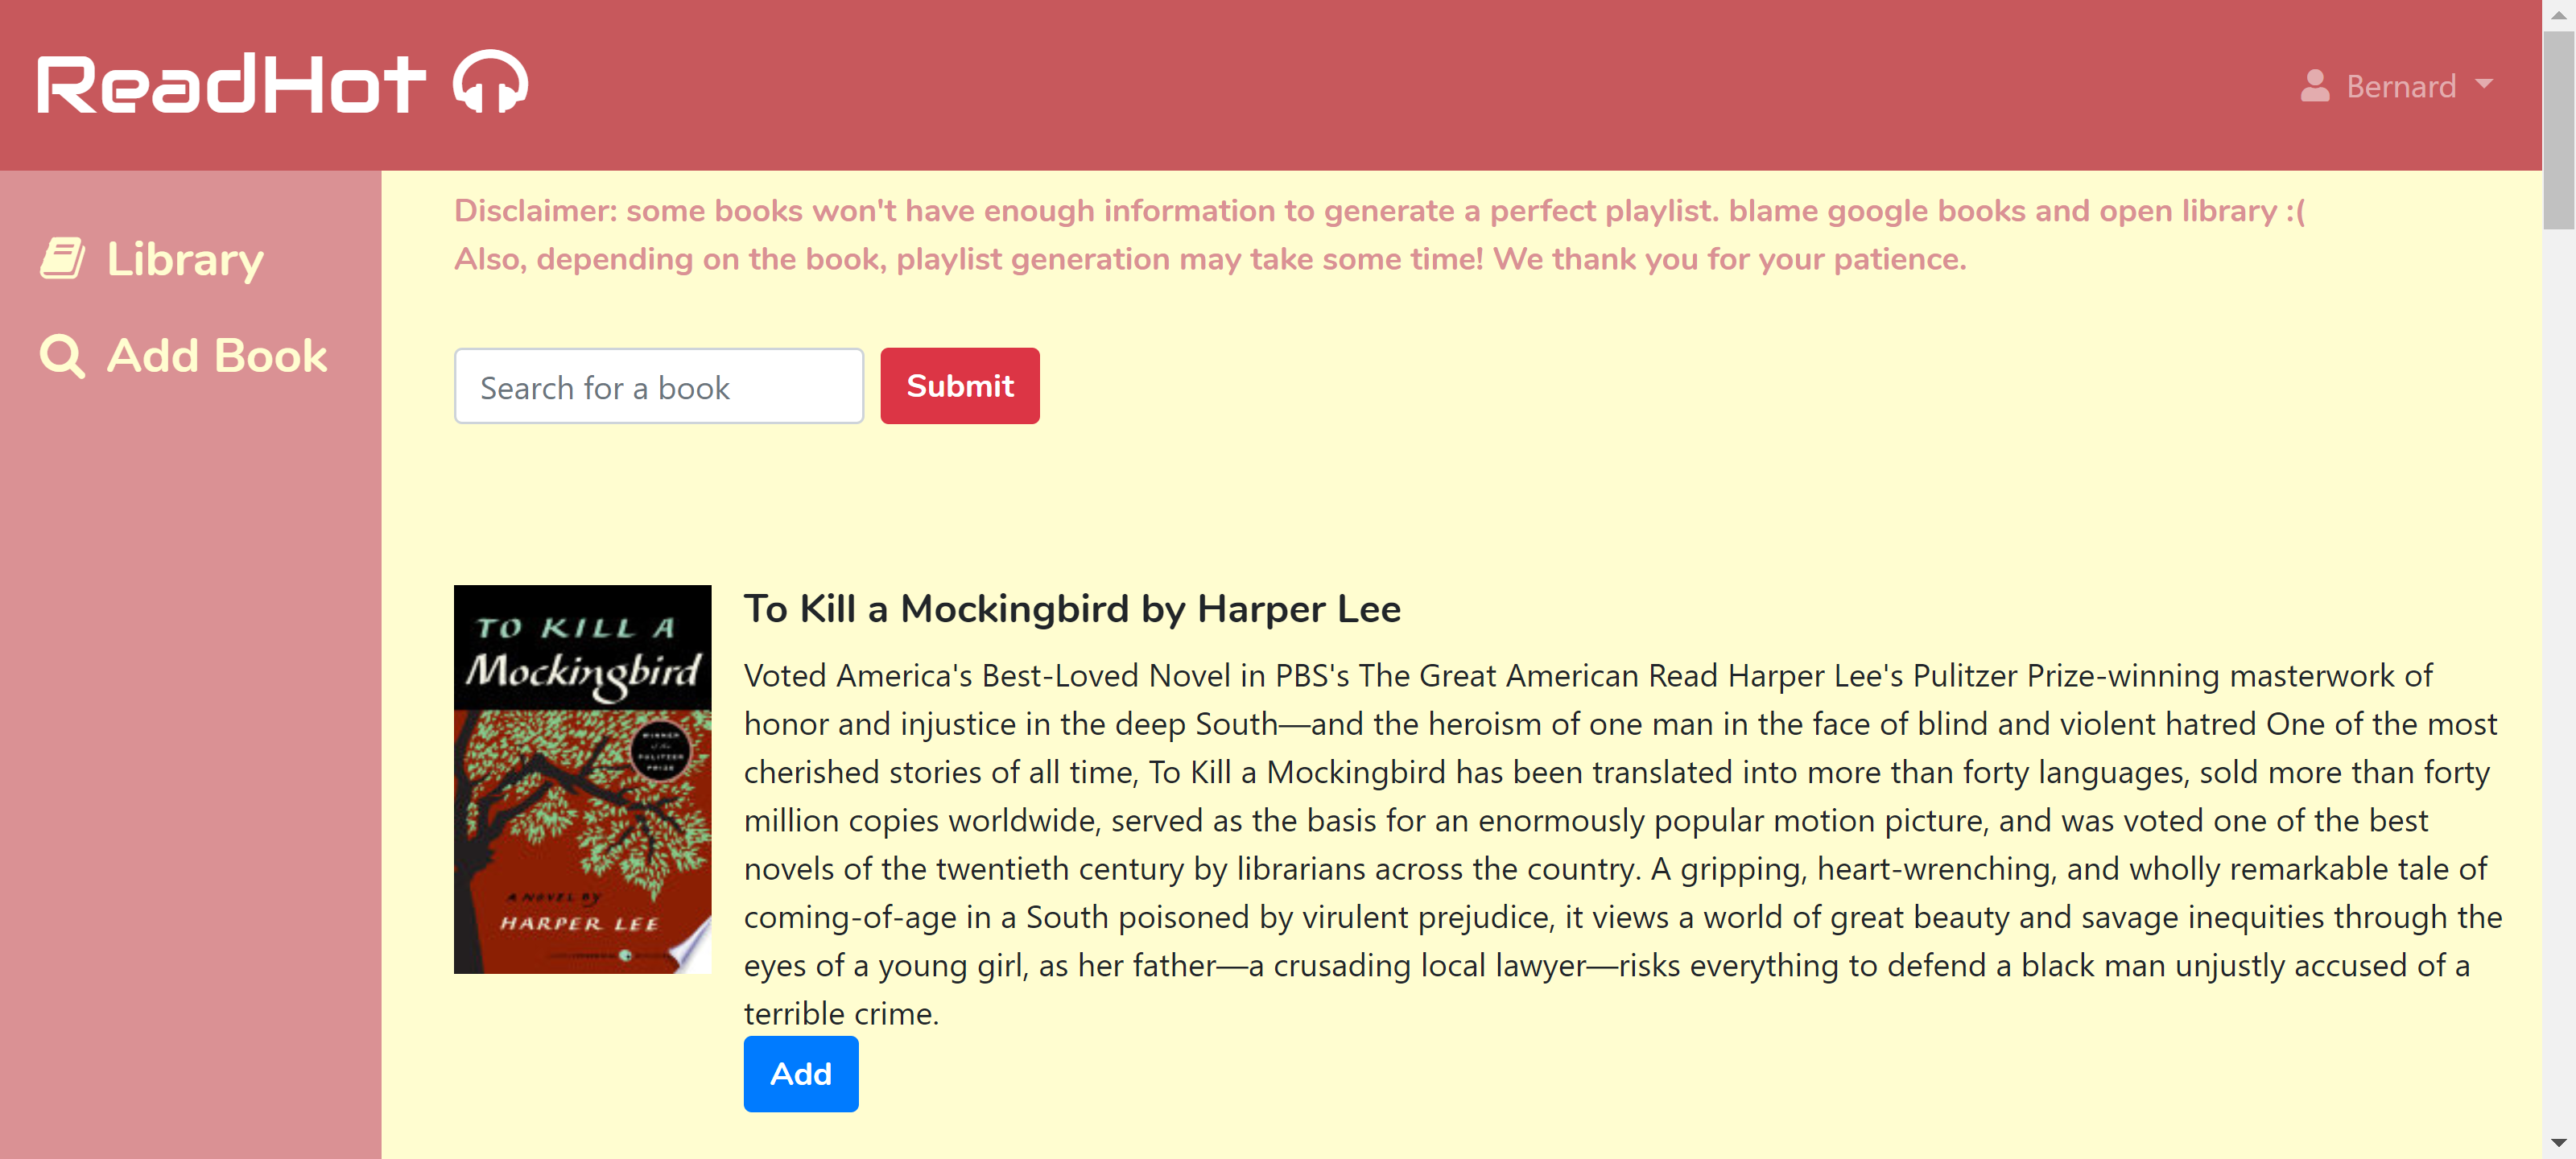 ReadHot
Bernard
Library
Add Book
Disclaimer: some books won't have enough information to generate a perfect playlist. blame google books and open library :(
Also, depending on the book, playlist generation may take some time! We thank you for your patience.
Search for a book
Submit
TO KILL A
Mockingbird
WINNER
of the
PULITZER
PRIZE
A NOVEL BY
HARPER LEE
To Kill a Mockingbird by Harper Lee
Voted America's Best-Loved Novel in PBS's The Great American Read Harper Lee's Pulitzer Prize-winning masterwork of
honor and injustice in the deep South—and the heroism of one man in the face of blind and violent hatred One of the most
cherished stories of all time, To Kill a Mockingbird has been translated into more than forty languages, sold more than forty
million copies worldwide, served as the basis for an enormously popular motion picture, and was voted one of the best
novels of the twentieth century by librarians across the country. A gripping, heart-wrenching, and wholly remarkable tale of
coming-of-age in a South poisoned by virulent prejudice, it views a world of great beauty and savage inequities through the
eyes of a young girl, as her father—a crusading local lawyer—risks everything to defend a black man unjustly accused of a
terrible crime.
Add